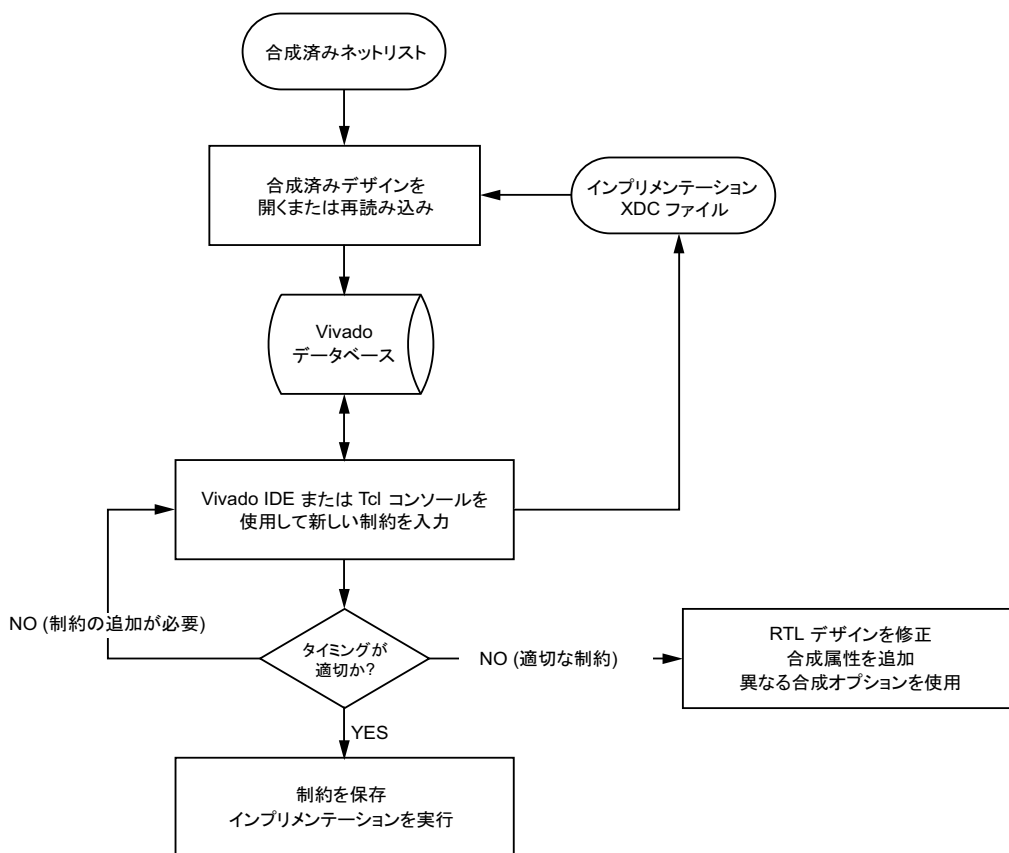 合成済みネットリスト
合成済みデザインを
開くまたは再読み込み
インプリメンテーション
XDC ファイル
Vivado
データベース
Vivado IDE または Tcl コンソールを
使用して新しい制約を入力
NO (制約の追加が必要)
タイミングが
適切か?
NO (適切な制約)
RTL デザインを修正
合成属性を追加
異なる合成オプションを使用
YES
制約を保存
インプリメンテーションを実行